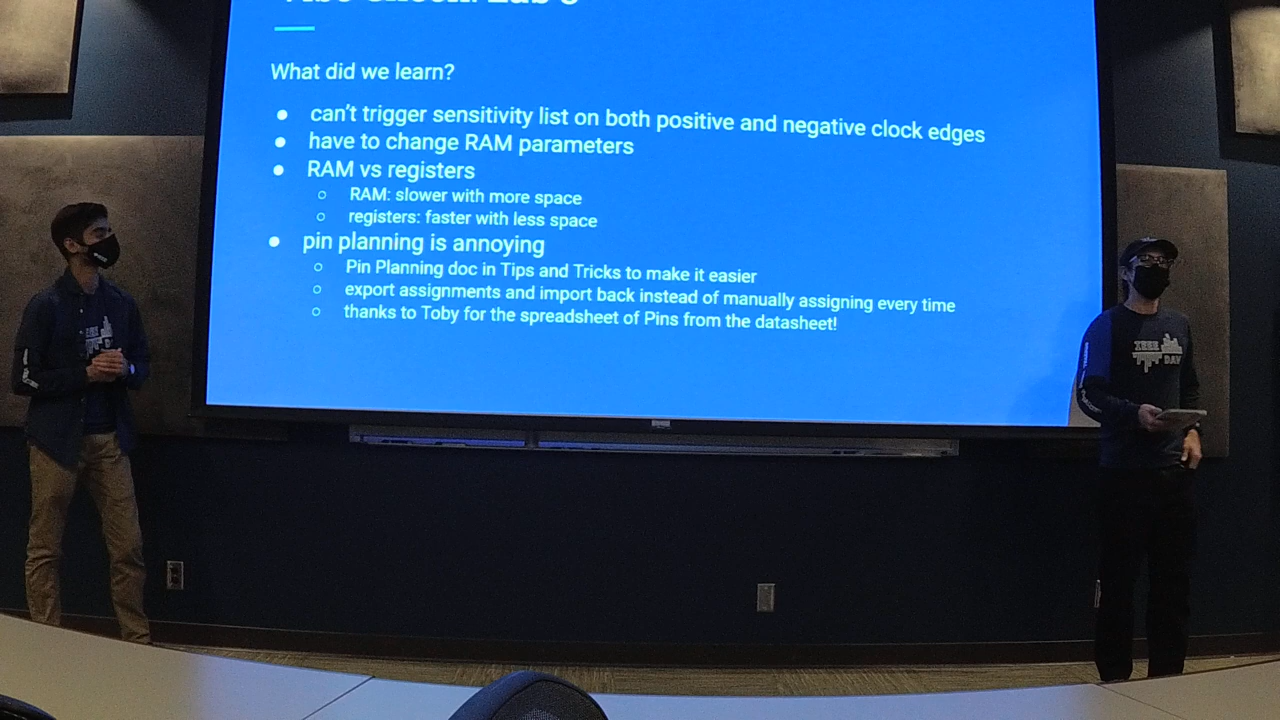 What did we learn?
can't trigger sensitivity list on both positive and negative clock edges
have to change RAM parameters
RAM vs registers
RAM: slower with more space
registers: faster with less space
pin planning is annoying
Pin Planning doc in Tips and Tricks to make it easier
export assignments and import back instead of manually assigning every time
thanks to Toby for the spreadsheet of Pins from the datasheet!
IEEE
DAV